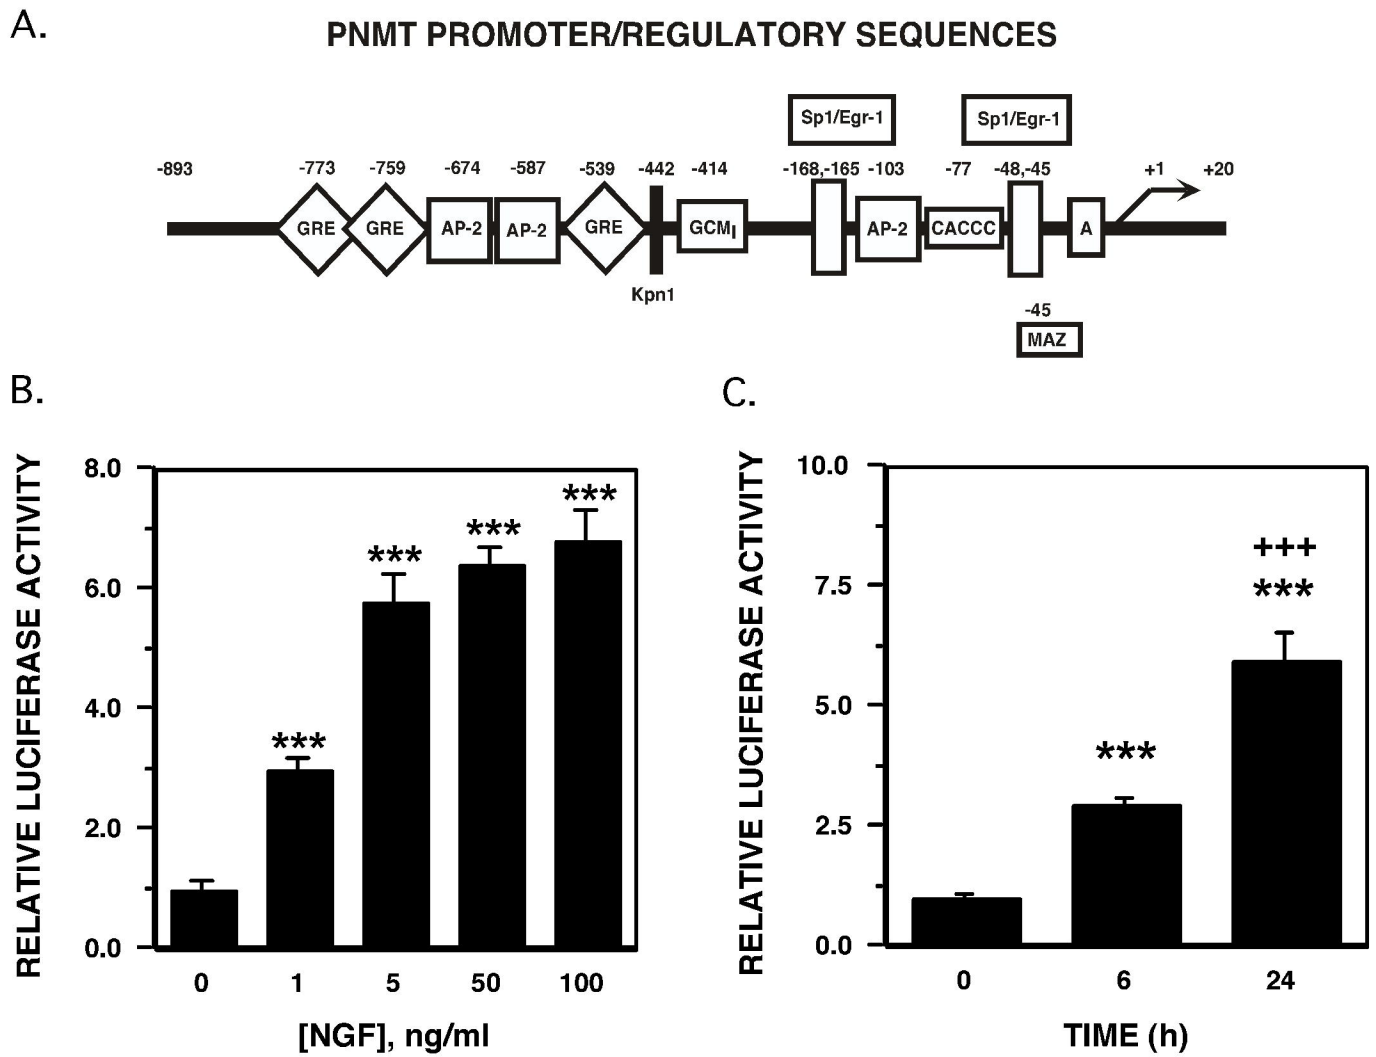 A.
PNMT PROMOTER/REGULATORY SEQUENCES
Sp1/Egr-1 Sp1/Egr-1
-893 -773 -759 -674 -587 -539 -442 -414 -168,-165 -103 -77 -48,-45 +1 +20
GRE GRE AP-2 AP-2 GRE GCMI AP-2 CACCC A
Kpn1
-45
MAZ
B.
RELATIVE LUCIFERASE ACTIVITY
8.0
6.0
4.0
2.0
0.0
***
***
***
***
0 1 5 50 100
[NGF], ng/ml
C.
RELATIVE LUCIFERASE ACTIVITY
10.0
7.5
5.0
2.5
0.0
+++
***
***
0 6 24
TIME (h)